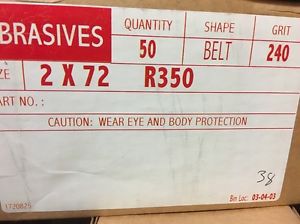 BRASIVES
QUANTITY SHAPE GRIT
50 BELT 240
ZE 2 X 72 R350
PART NO.:
CAUTION: WEAR EYE AND BODY PROTECTION
38
1720825 Bin Loc: 03-04-03